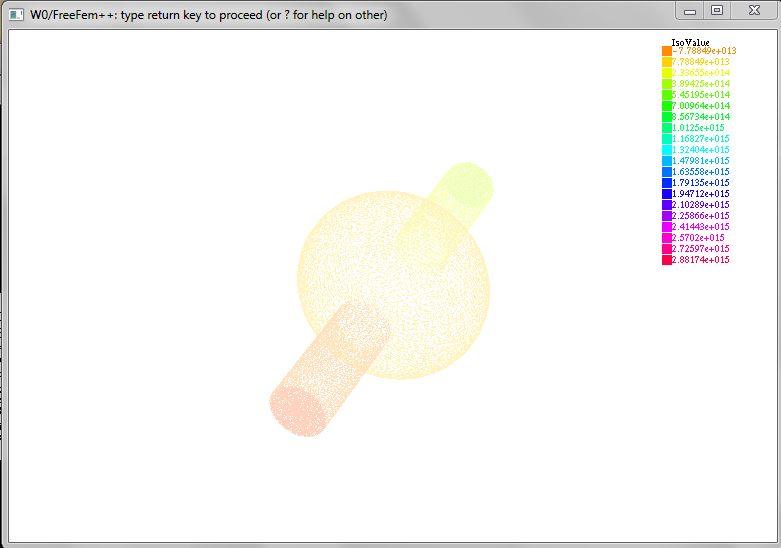 W0/FreeFem++: type return key to proceed (or ? for help on other)
IsoValue
-7.78849e+013
7.78849e+013
2.33655e+014
3.89425e+014
5.45195e+014
7.00964e+014
8.56734e+014
1.0125e+015
1.16827e+015
1.32404e+015
1.47981e+015
1.63558e+015
1.79135e+015
1.94712e+015
2.10289e+015
2.25866e+015
2.41443e+015
2.5702e+015
2.72597e+015
2.88174e+015